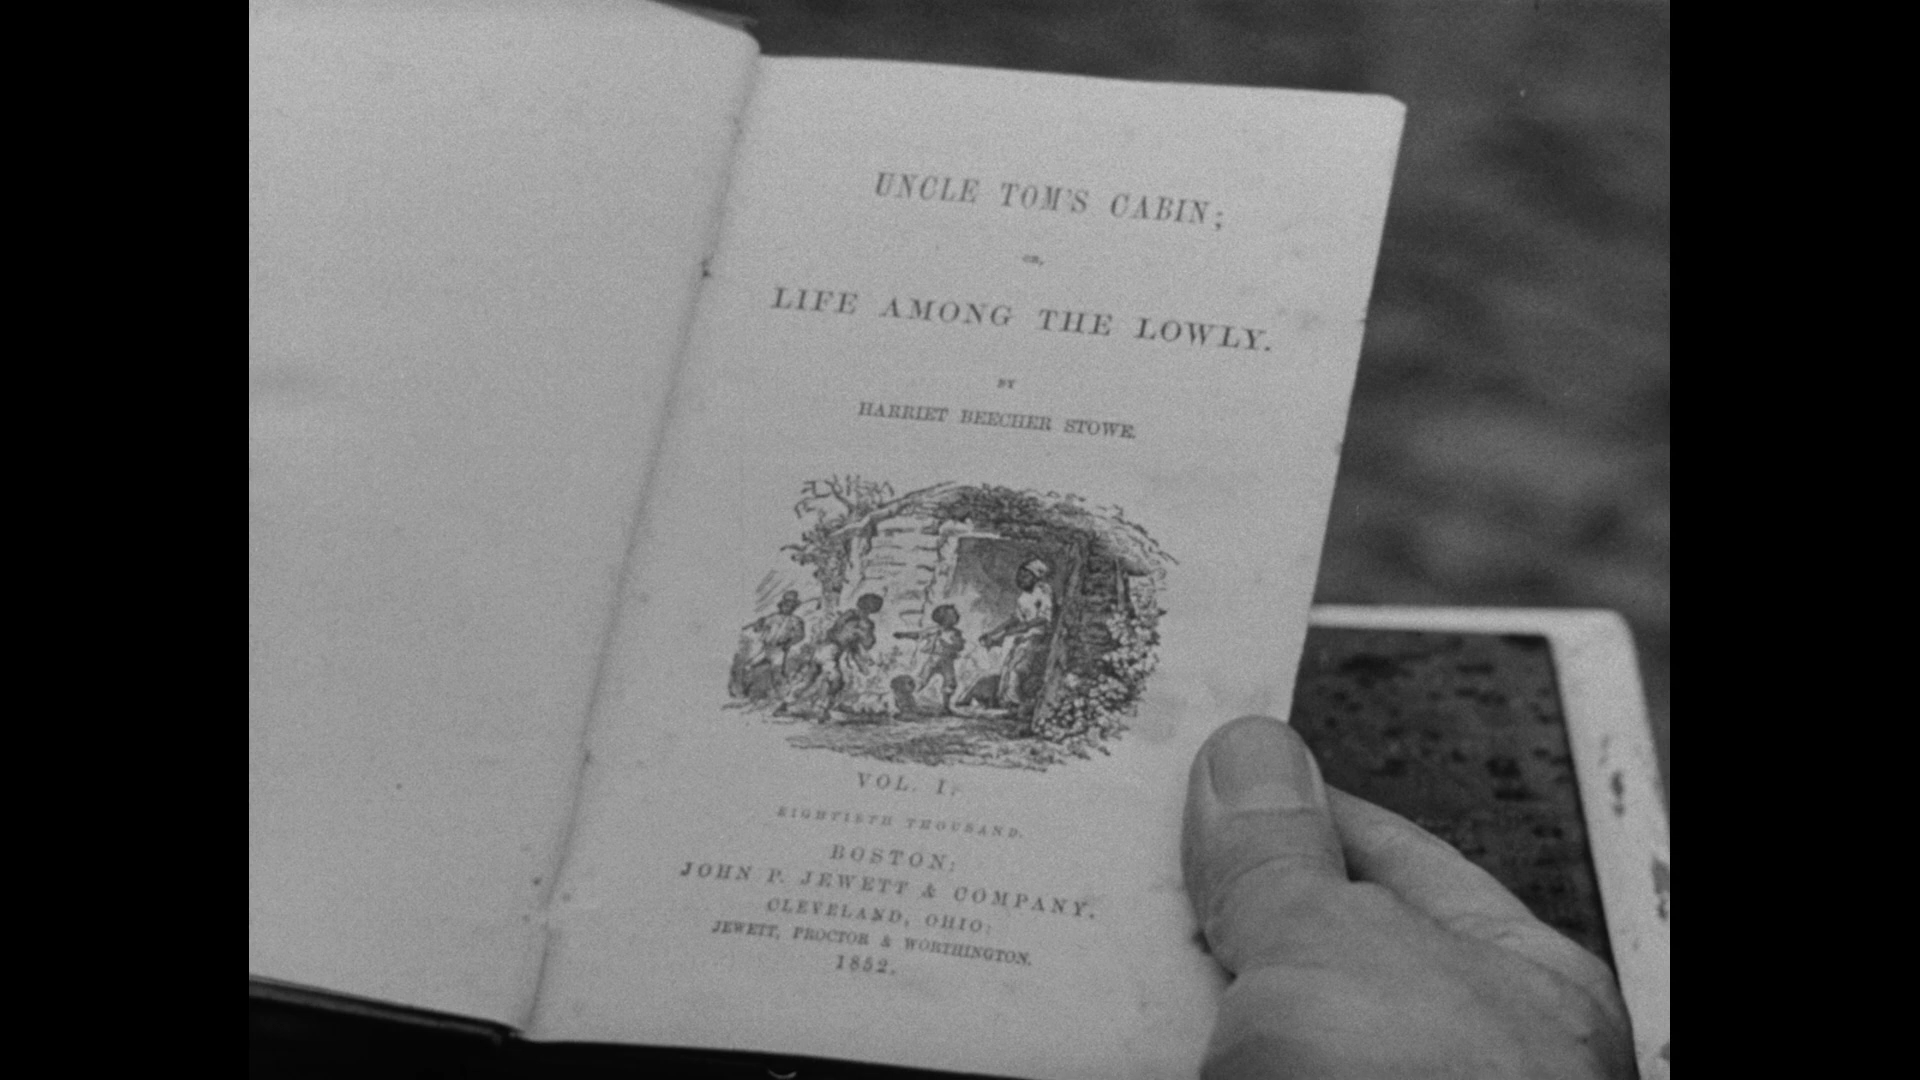 UNCLE TOM'S CABIN;
OR,
LIFE AMONG THE LOWLY.
BY
HARRIET BEECHER STOWE.
VOL. I.
EIGHTIETH THOUSAND.
BOSTON:
JOHN P. JEWETT & COMPANY.
CLEVELAND, OHIO:
JEWETT, PROCTOR & WORTHINGTON.
1852.